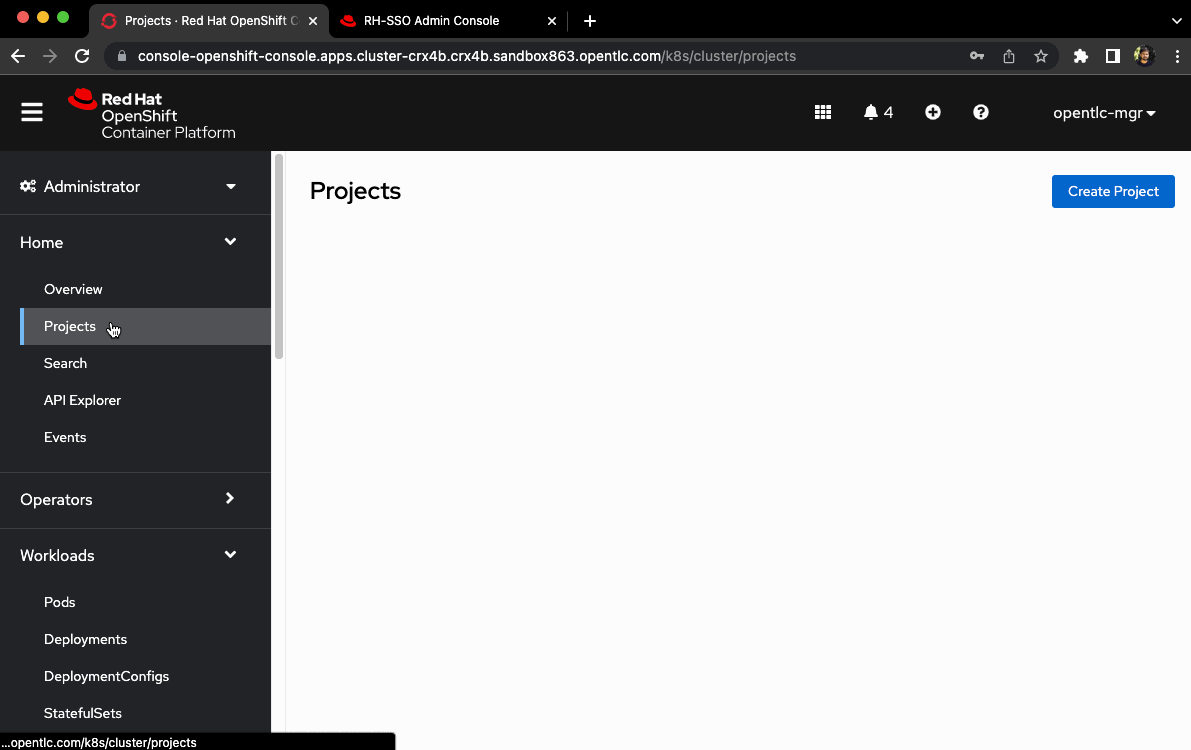 Projects · Red Hat OpenShift C
RH-SSO Admin Console
console-openshift-console.apps.cluster-crx4b.crx4b.sandbox863.opentlc.com/k8s/cluster/projects
Red Hat
OpenShift
Container Platform
4
opentlc-mgr
Administrator
Home
Overview
Projects
Search
API Explorer
Events
Operators
Workloads
Pods
Deployments
DeploymentConfigs
StatefulSets
Projects
Create Project
...opentlc.com/k8s/cluster/projects